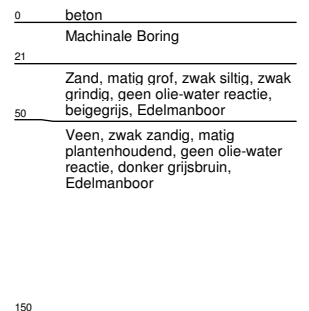 0 beton
Machinale Boring
21
Zand, matig grof, zwak siltig, zwak
grindig, geen olie-water reactie,
50 beigegrijs, Edelmanboor
Veen, zwak zandig, matig
plantenhoudend, geen olie-water
reactie, donker grijsbruin,
Edelmanboor
150